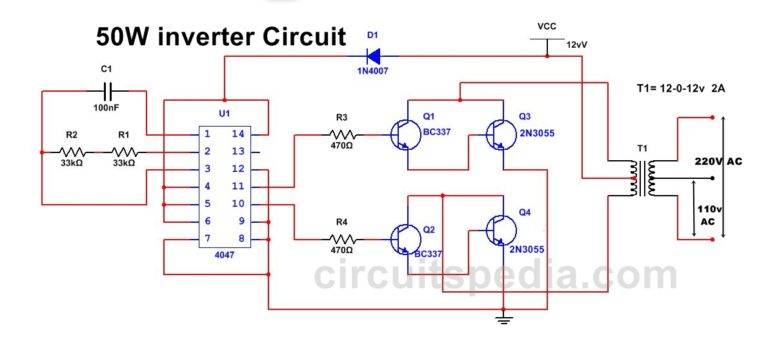 50W inverter Circuit
D1
1N4007
VCC
12vV
C1
100nF
T1= 12-0-12v 2A
U1
R2
33kΩ
R1
33kΩ
1 14
2 13
3 12
4 11
5 10
6 9
7 8
4047
R3
470Ω
Q1
BC337
Q3
2N3055
T1
220V AC
110v
AC
R4
470Ω
Q2
BC337
Q4
2N3055
circuitspedia.com